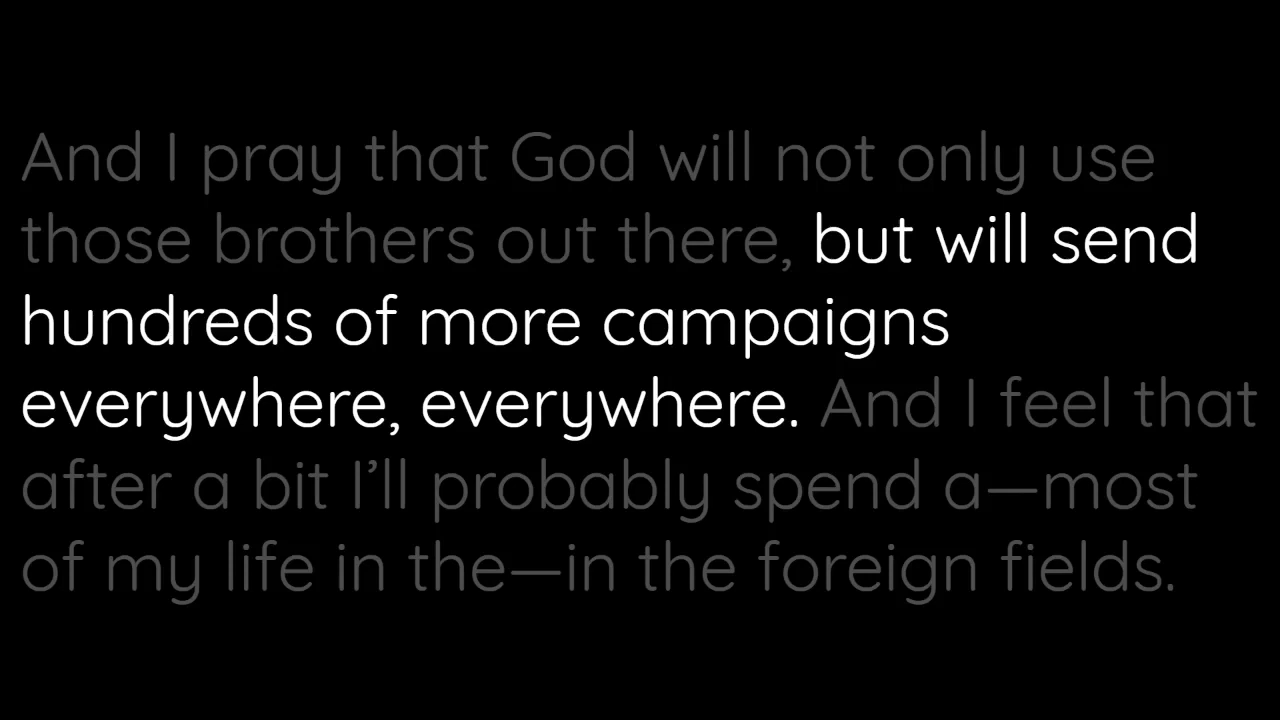 And I pray that God will not only use
those brothers out there, but will send
hundreds of more campaigns
everywhere, everywhere. And I feel that
after a bit I’ll probably spend a—most
of my life in the—in the foreign fields.